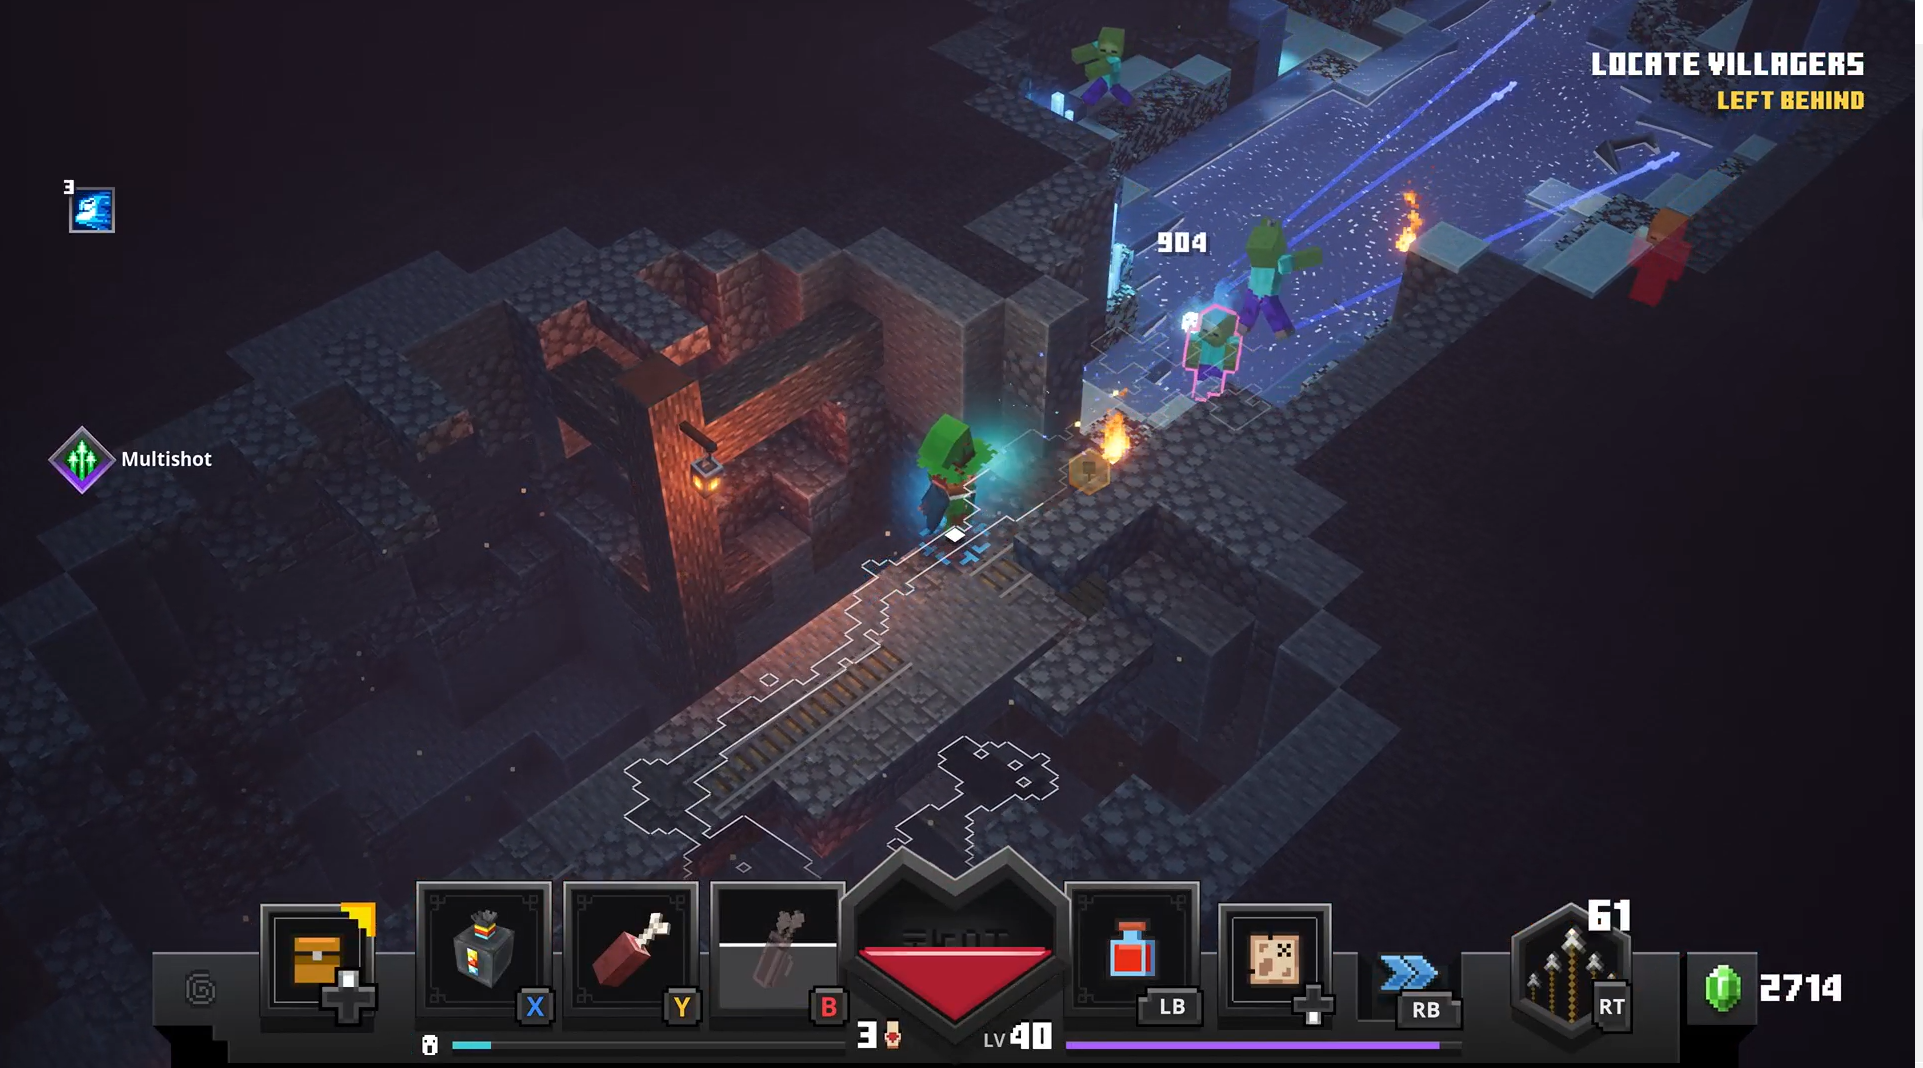 LOCATE VILLAGERS
LEFT BEHIND
3
904
Multishot
61
X
Y
B
LB
RB
RT
2714
3
LV 40